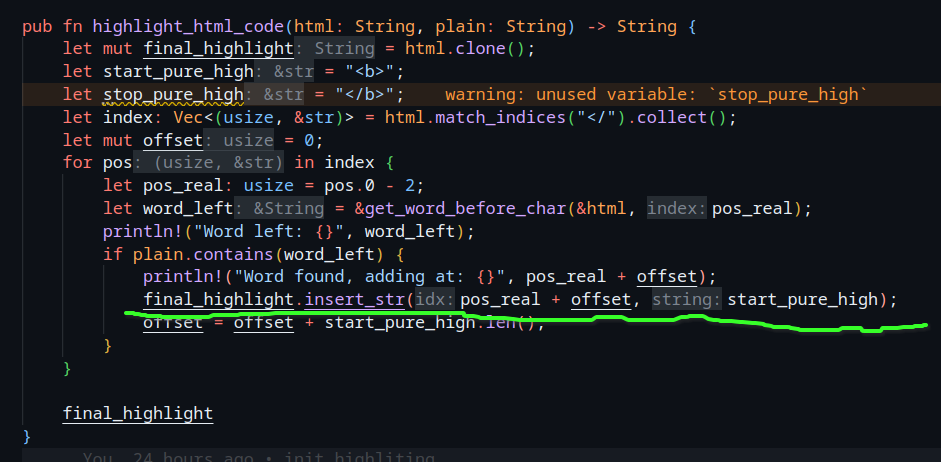 pub fn highlight_html_code(html: String, plain: String) -> String {
let mut final_highlight: String = html.clone();
let start_pure_high: &str = "<b>";
let stop_pure_high: &str = "</b>"; warning: unused variable: `stop_pure_high`
let index: Vec<(usize, &str)> = html.match_indices("</").collect();
let mut offset: usize = 0;
for pos: (usize, &str) in index {
let pos_real: usize = pos.0 - 2;
let word_left: &String = &get_word_before_char(&html, index: pos_real);
println!("Word left: {}", word_left);
if plain.contains(word_left) {
println!("Word found, adding at: {}", pos_real + offset);
final_highlight.insert_str(idx: pos_real + offset, string: start_pure_high);
offset = offset + start_pure_high.len();
}
}
final_highlight
}
You, 24 hours ago • init highliting